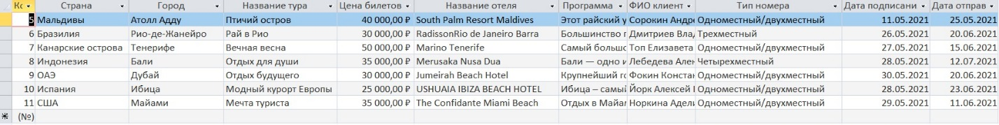 Ко Страна Город Название тура Цена билетов Название отеля Программа ФИО клиент Тип номера Дата подписани Дата отправ
5 Мальдивы Атолл Адду Птичий остров 40 000,00 ₽ South Palm Resort Maldives Этот райский у Сорокин Андре Одноместный/двухместный 11.05.2021 25.05.2021
6 Бразилия Рио-де-Жанейро Рай в Рио 30 000,00 ₽ RadissonRio de Janeiro Barra Большинство г Дмитриев Влад Трехместный 26.05.2021 20.06.2021
7 Канарские острова Тенерифе Вечная весна 50 000,00 ₽ Marino Tenerife Самый большо Топ Елизавета Одноместный/двухместный 27.05.2021 15.06.2021
8 Индонезия Бали Отдых для души 35 000,00 ₽ Merusaka Nusa Dua Бали — одно и Лебедева Ален Четырехместный 28.05.2021 12.07.2021
9 ОАЭ Дубай Отдых будущего 30 000,00 ₽ Jumeirah Beach Hotel Крупнейший го Фокин Констан Одноместный/двухместный 30.05.2021 20.06.2021
10 Испания Ибица Модный курорт Европы 25 000,00 ₽ USHUAIA IBIZA BEACH HOTEL Ибица – самый Йорк Алексей Одноместный/двухместный 28.05.2021 23.06.2021
11 США Майами Мечта туриста 35 000,00 ₽ The Confidante Miami Beach Отдых в Майам Норкина Адели Одноместный/двухместный 29.05.2021 11.06.2021
(№)